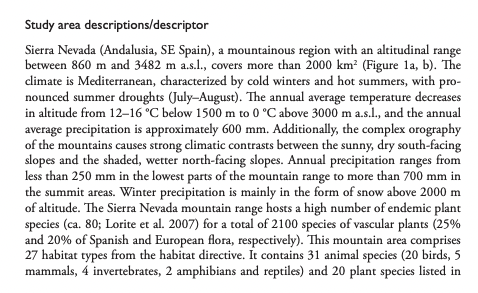 Study area descriptions/descriptor
Sierra Nevada (Andalusia, SE Spain), a mountainous region with an altitudinal range
between 860 m and 3482 m a.s.l., covers more than 2000 km² (Figure 1a, b). The
climate is Mediterranean, characterized by cold winters and hot summers, with pro-
nounced summer droughts (July–August). The annual average temperature decreases
in altitude from 12–16 °C below 1500 m to 0 °C above 3000 m a.s.l., and the annual
average precipitation is approximately 600 mm. Additionally, the complex orography
of the mountains causes strong climatic contrasts between the sunny, dry south-facing
slopes and the shaded, wetter north-facing slopes. Annual precipitation ranges from
less than 250 mm in the lowest parts of the mountain range to more than 700 mm in
the summit areas. Winter precipitation is mainly in the form of snow above 2000 m
of altitude. The Sierra Nevada mountain range hosts a high number of endemic plant
species (ca. 80; Lorite et al. 2007) for a total of 2100 species of vascular plants (25%
and 20% of Spanish and European flora, respectively). This mountain area comprises
27 habitat types from the habitat directive. It contains 31 animal species (20 birds, 5
mammals, 4 invertebrates, 2 amphibians and reptiles) and 20 plant species listed in